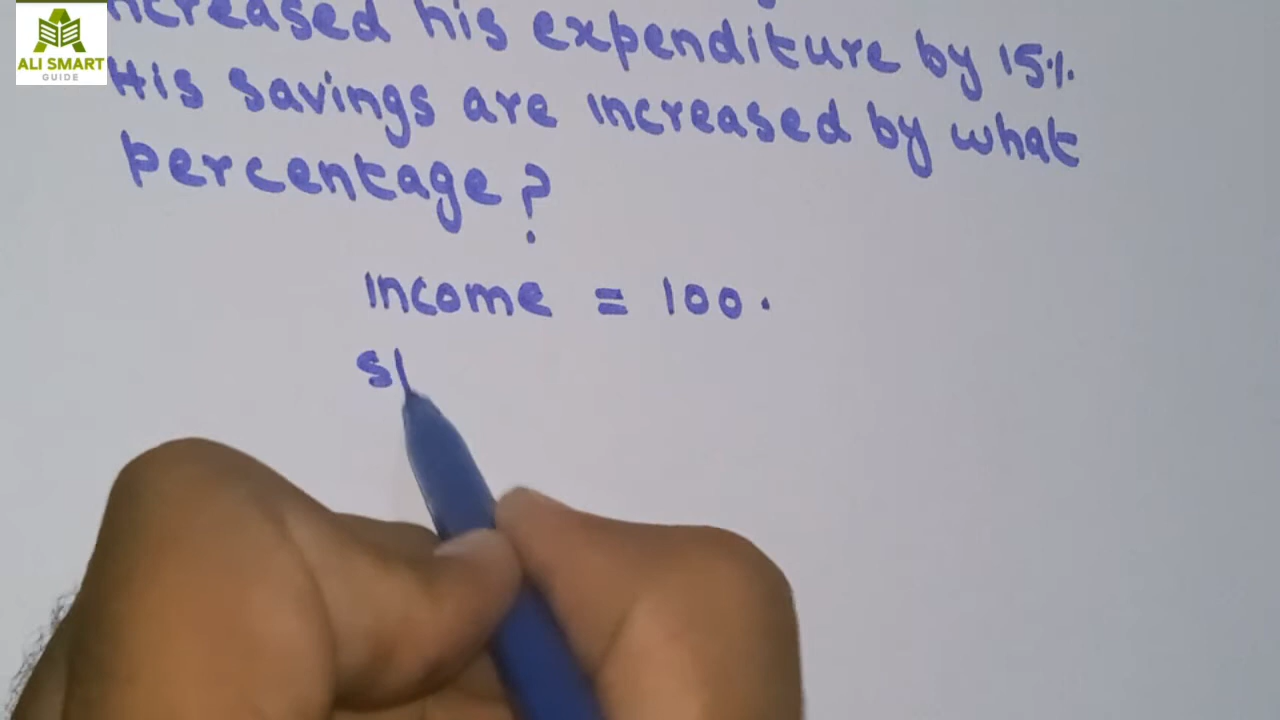 ALI SMART
GUIDE
ncreased his expenditure by 15%
His savings are increased by what
percentage?
Income = 100.
S